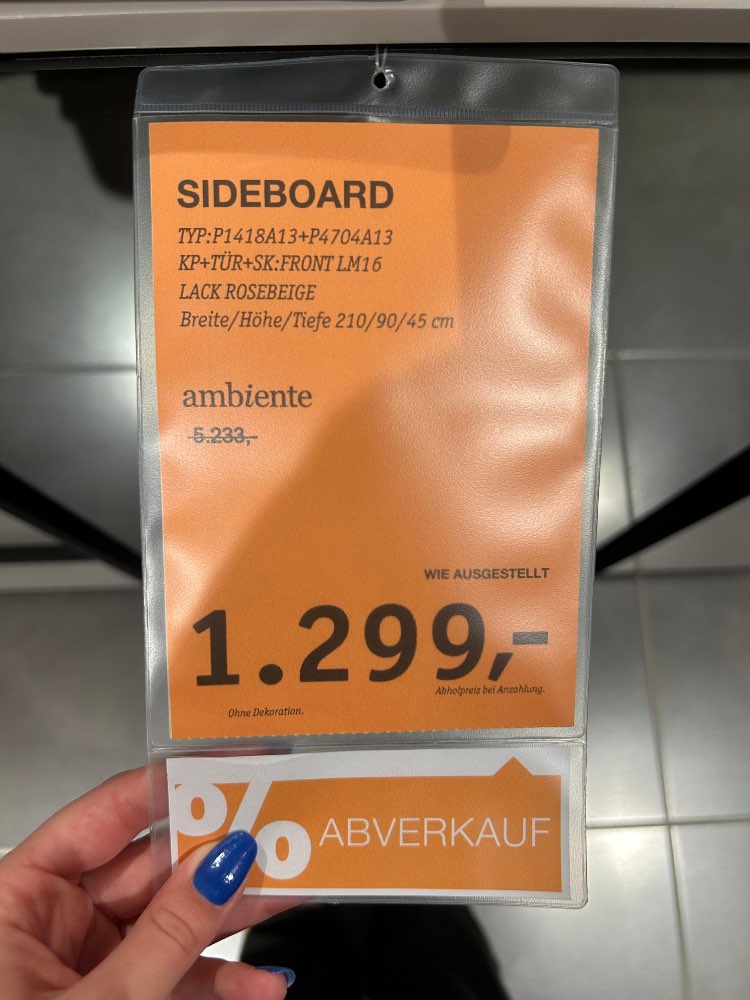 SIDEBOARD
TYP:P1418A13+P4704A13
KP+TÜR+SK:FRONT LM16
LACK ROSEBEIGE
Breite/Höhe/Tiefe 210/90/45 cm
ambiente
5.233,-
WIE AUSGESTELLT
1.299,-
Abholpreis bei Anzahlung.
Ohne Dekoration.
% ABVERKAUF